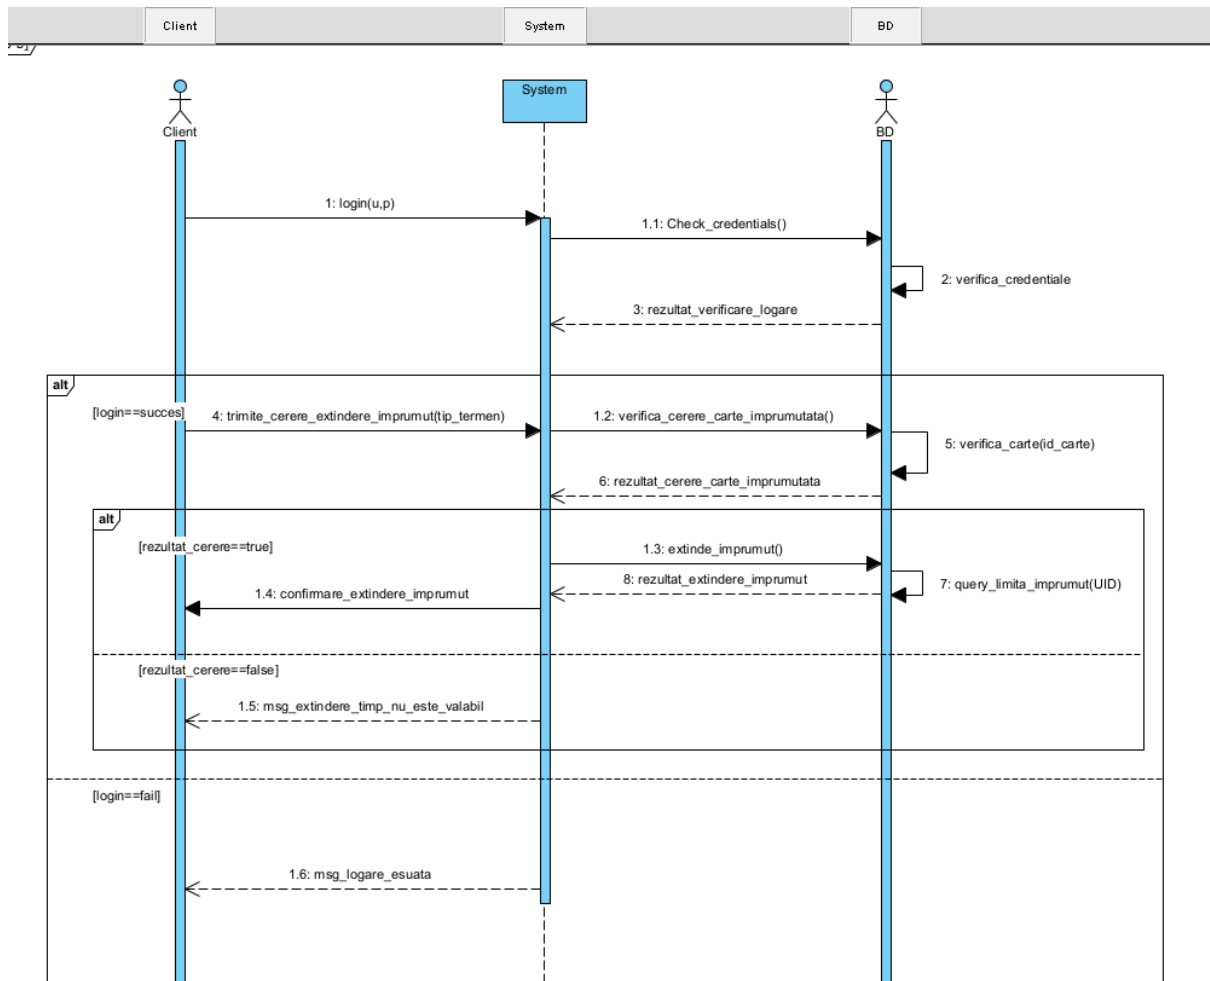 Client
System
BD
System
Client
BD
1: login(u,p)
1.1: Check_credentials()
2: verifica_credentiale
3: rezultat_verificare_logare
alt
[login==succes]
4: trimite_cerere_extindere_imprumut(tip_termen)
1.2: verifica_cerere_carte_imprumutata()
5: verifica_carte(id_carte)
6: rezultat_cerere_carte_imprumutata
alt
[rezultat_cerere==true]
1.3: extinde_imprumut()
8: rezultat_extindere_imprumut
7: query_limita_imprumut(UID)
1.4: confirmare_extindere_imprumut
[rezultat_cerere==false]
1.5: msg_extindere_timp_nu_este_valabil
[login==fail]
1.6: msg_logare_esuata